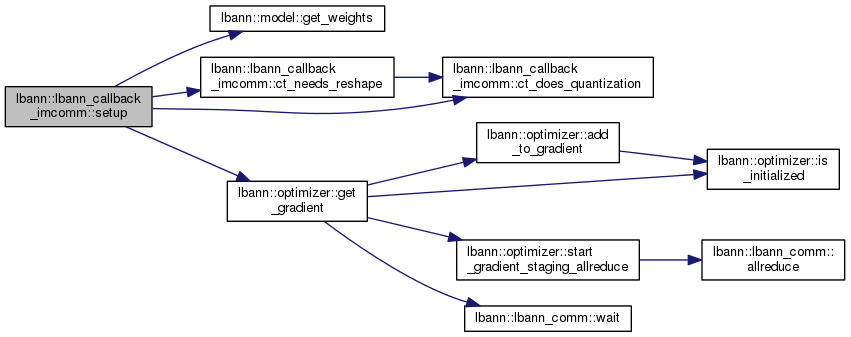 lbann::model::get_weights
lbann::lbann_callback
_imcomm::ct_needs_reshape
lbann::lbann_callback
_imcomm::ct_does_quantization
lbann::lbann_callback
_imcomm::setup
lbann::optimizer::add
_to_gradient
lbann::optimizer::is
_initialized
lbann::optimizer::get
_gradient
lbann::optimizer::start
_gradient_staging_allreduce
lbann::lbann_comm::
allreduce
lbann::lbann_comm::wait